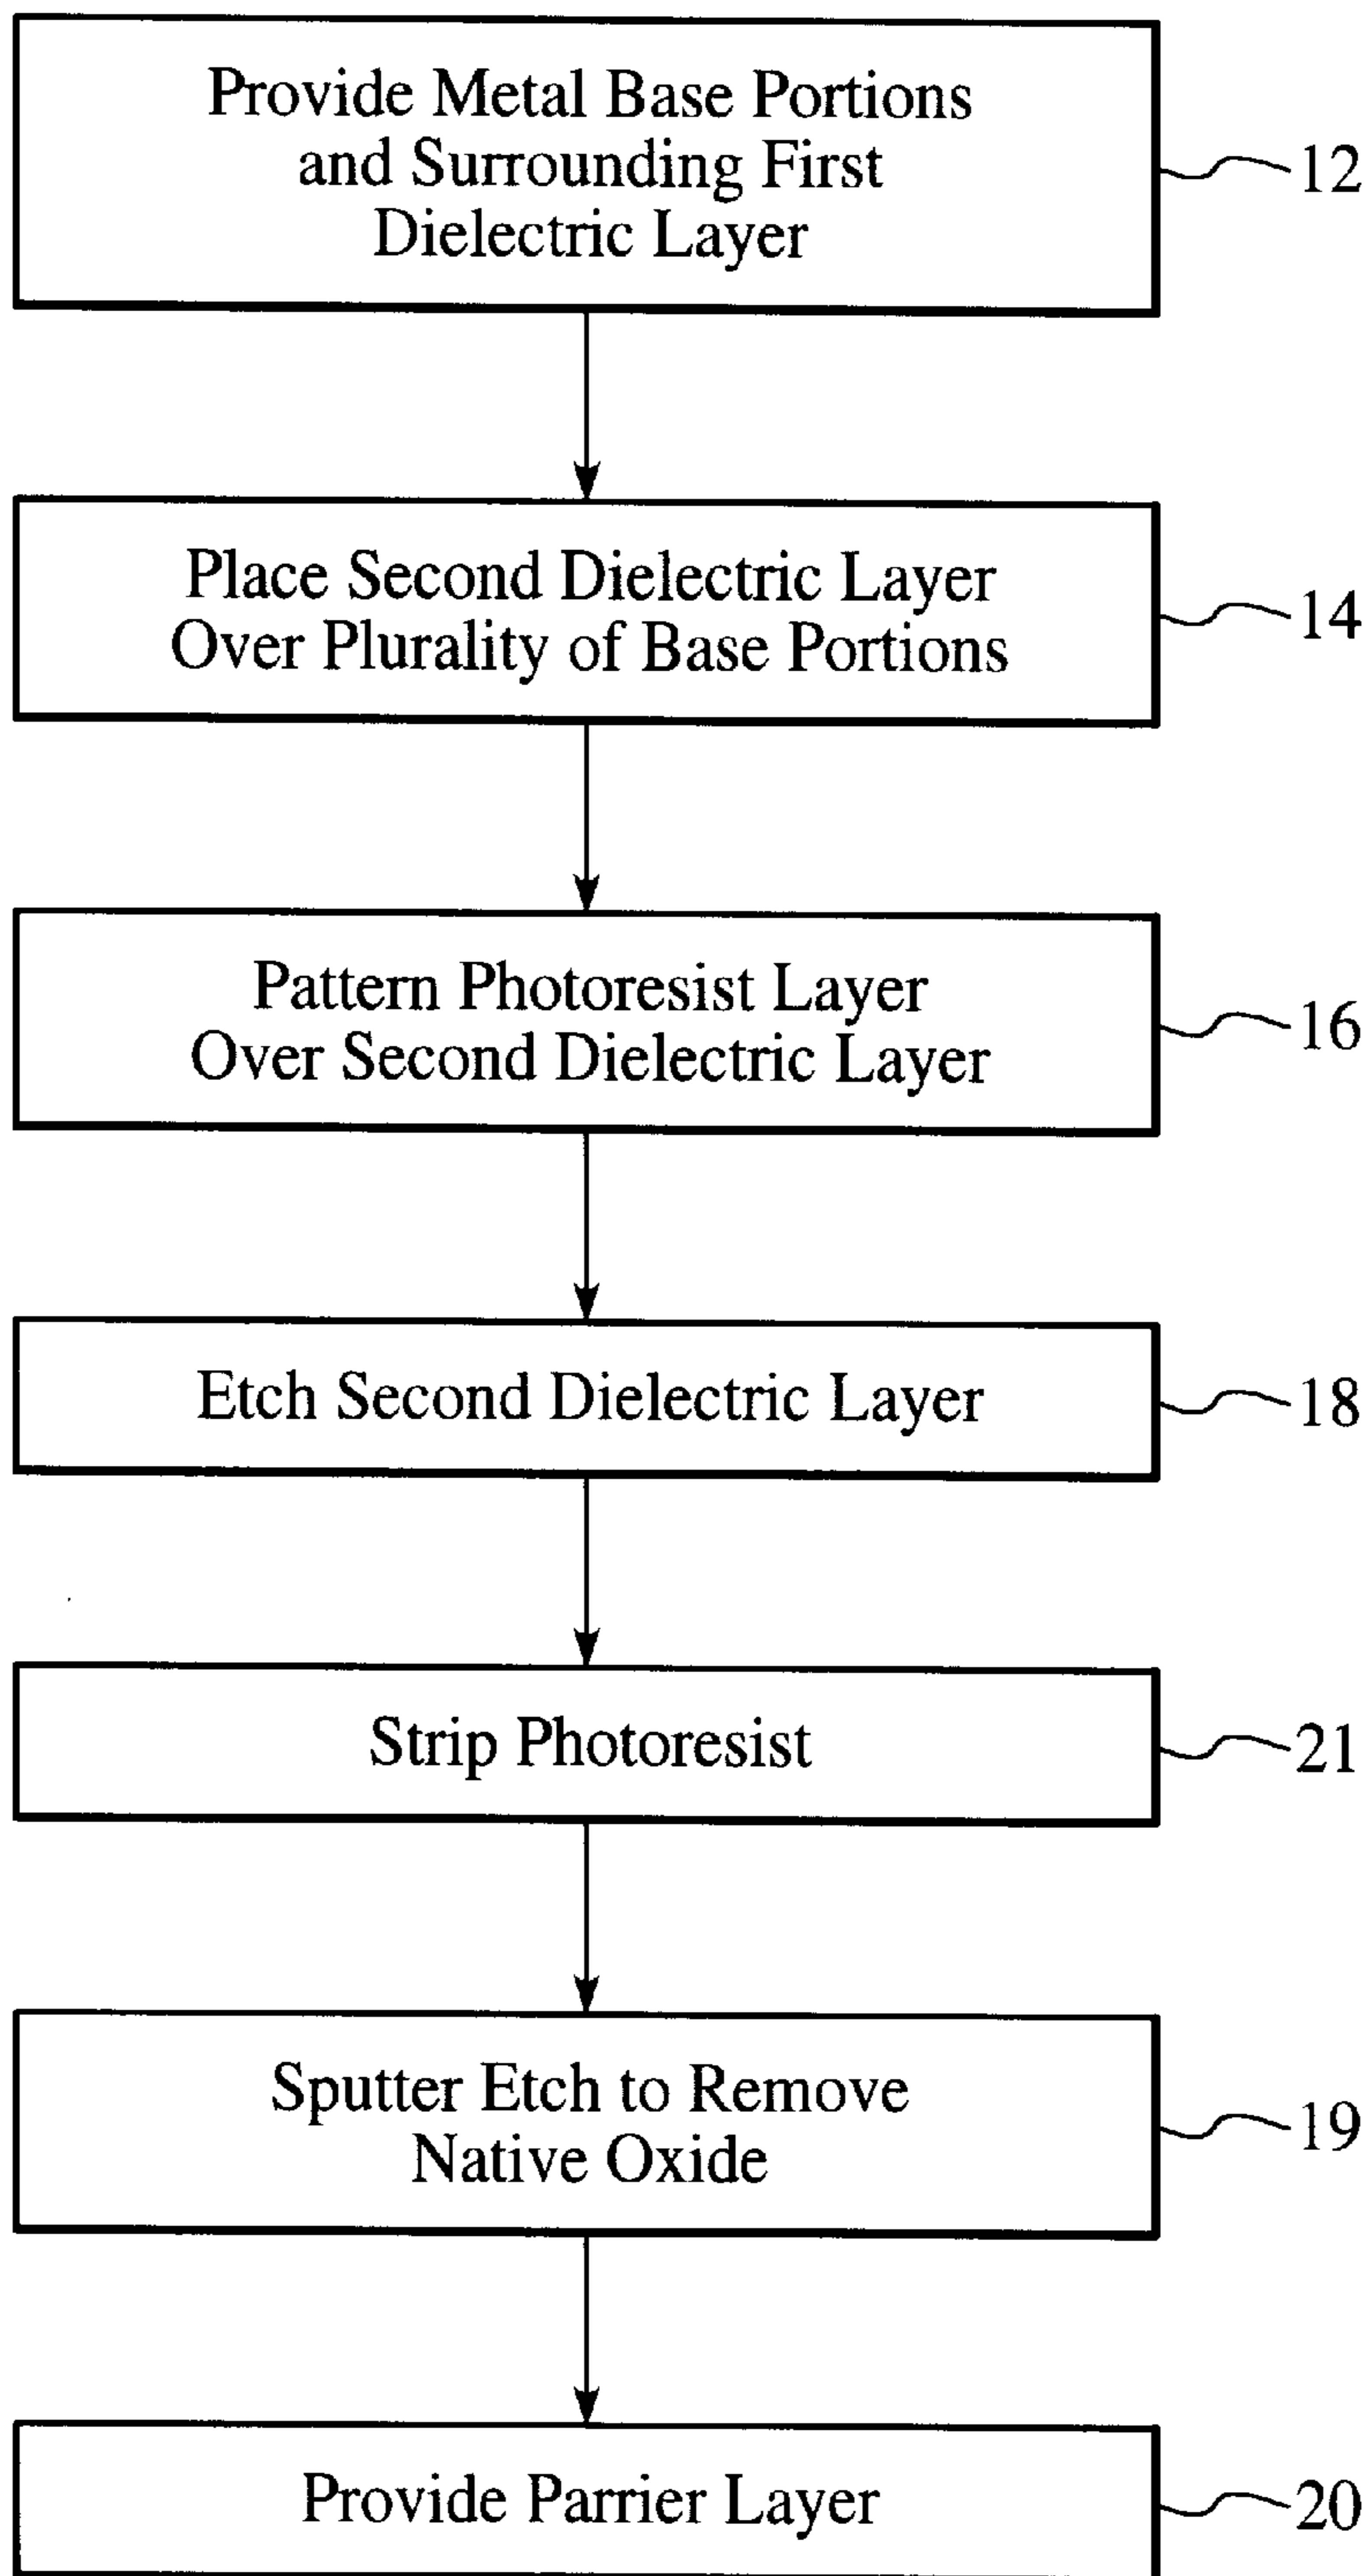 Provide Metal Base Portions
and Surrounding First
Dielectric Layer
12
Place Second Dielectric Layer
Over Plurality of Base Portions
14
Pattern Photoresist Layer
Over Second Dielectric Layer
16
Etch Second Dielectric Layer
18
Strip Photoresist
21
Sputter Etch to Remove
Native Oxide
19
Provide Parrier Layer
20